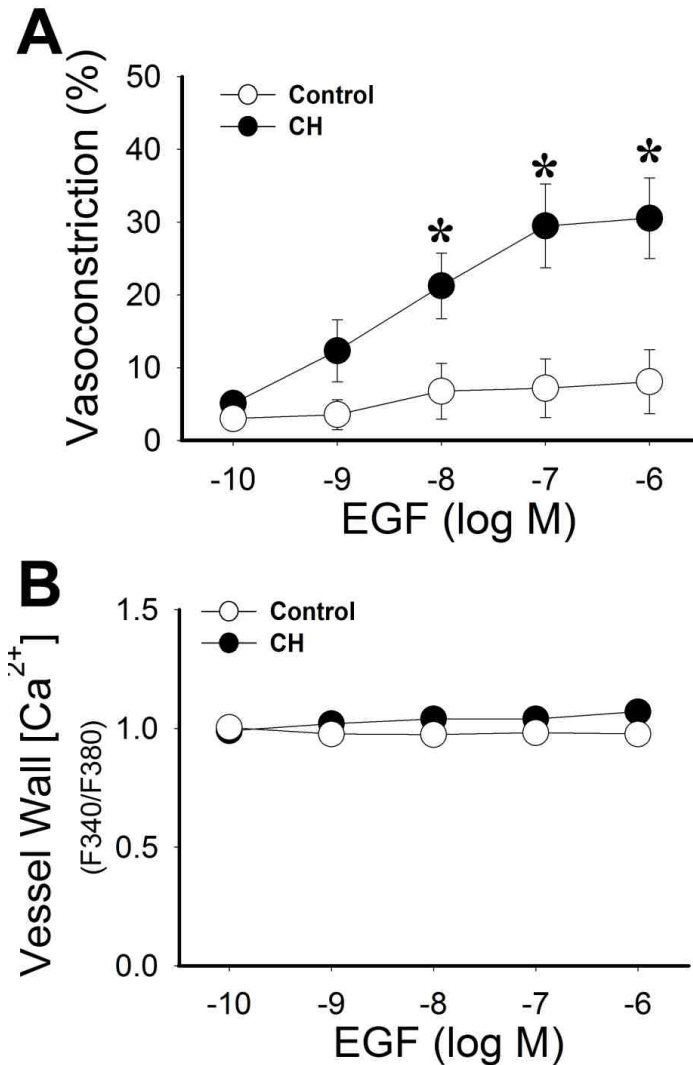 A
Vasoconstriction (%)
50
40
30
20
10
0
Control
CH
*
*
*
-10
-9
-8
-7
-6
EGF (log M)
B
Vessel Wall [Ca2+]
(F340/F380)
1.5
1.0
0.5
0.0
Control
CH
-10
-9
-8
-7
-6
EGF (log M)